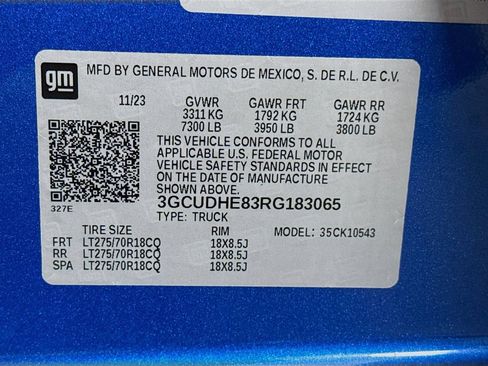 gm
MFD BY GENERAL MOTORS DE MEXICO, S. DE R.L. DE C.V.
11/23 GVWR GAWR FRT GAWR RR
3311 KG 1792 KG 1724 KG
7300 LB 3950 LB 3800 LB
THIS VEHICLE CONFORMS TO ALL
APPLICABLE U.S. FEDERAL MOTOR
VEHICLE SAFETY STANDARDS IN EFFECT
ON THE DATE OF MANUFACTURE
SHOWN ABOVE.
3GCUDHE83RG183065
327E
TYPE: TRUCK
TIRE SIZE RIM MODEL: 35CK10543
FRT LT275/70R18CQ 18X8.5J
RR LT275/70R18CQ 18X8.5J
SPA LT275/70R18CQ 18X8.5J